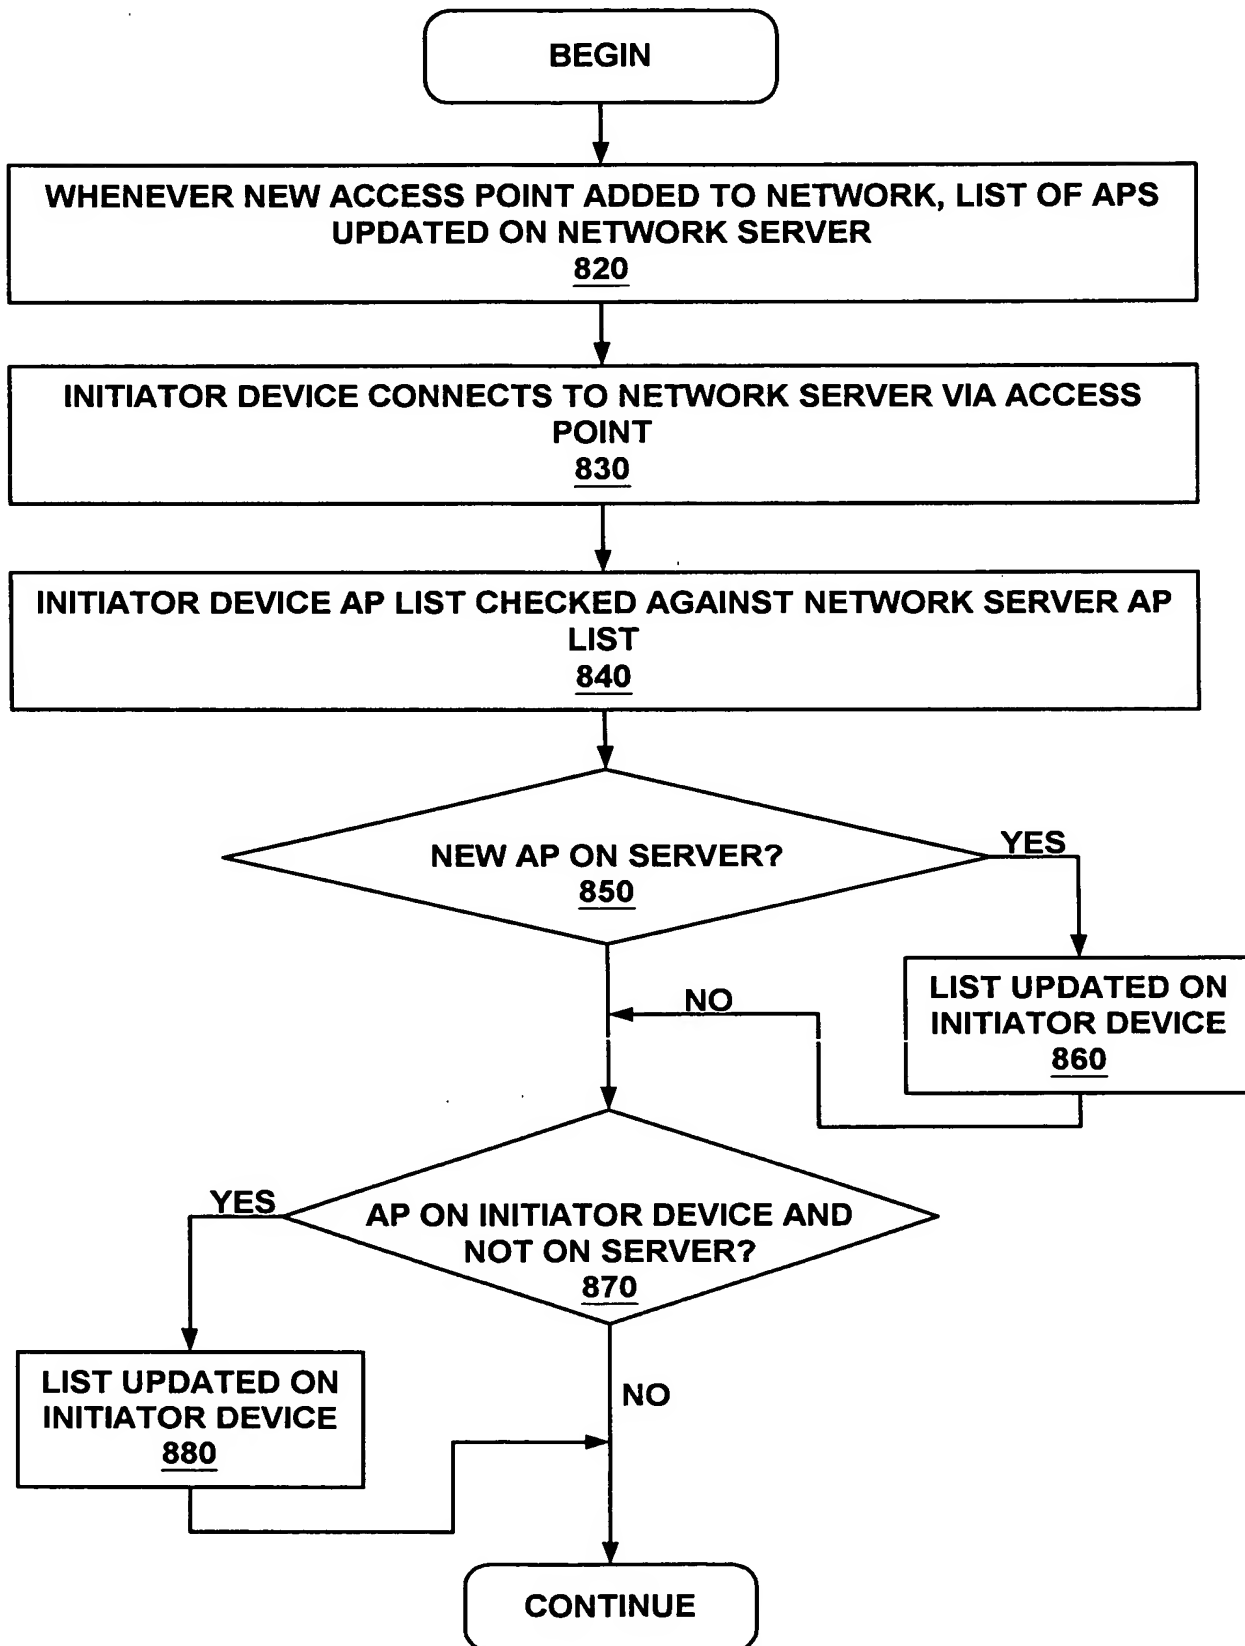 BEGIN
WHENEVER NEW ACCESS POINT ADDED TO NETWORK, LIST OF APS
UPDATED ON NETWORK SERVER
820
INITIATOR DEVICE CONNECTS TO NETWORK SERVER VIA ACCESS
POINT
830
INITIATOR DEVICE AP LIST CHECKED AGAINST NETWORK SERVER AP
LIST
840
NEW AP ON SERVER?
850
YES
LIST UPDATED ON
INITIATOR DEVICE
860
NO
AP ON INITIATOR DEVICE AND
NOT ON SERVER?
870
YES
LIST UPDATED ON
INITIATOR DEVICE
880
NO
CONTINUE